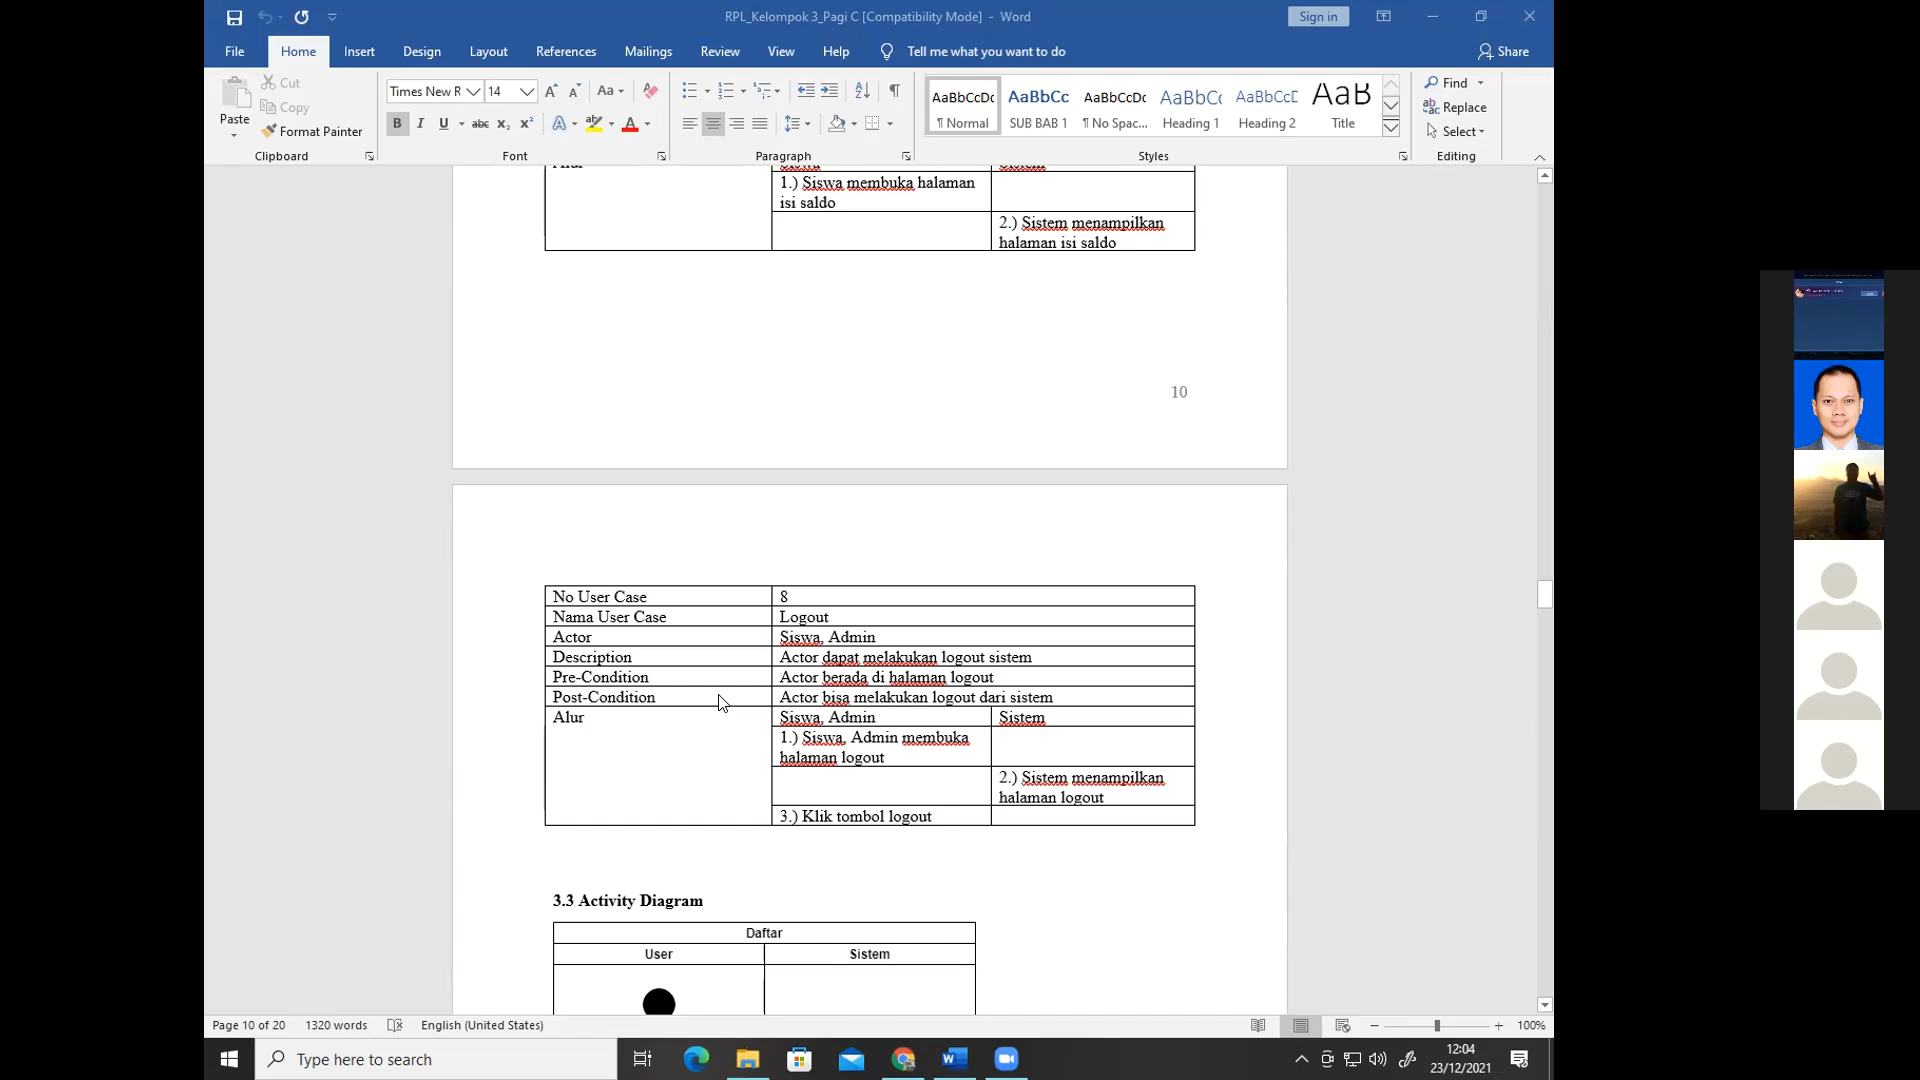 RPL_Kelompok 3_Pagi C [Compatibility Mode] - Word
Sign in
File Home Insert Design Layout References Mailings Review View Help Tell me what you want to do Share
Paste
Cut
Copy
Format Painter
Clipboard
Times New R 14
Font
Paragraph
AaBbCcDc ¶ Normal
AaBbCc SUB BAB 1
AaBbCcDc ¶ No Spac...
AaBbCc Heading 1
AaBbCcD Heading 2
AaB Title
Styles
Find
Replace
Select
Editing
Alur Siswa Sistem
1.) Siswa membuka halaman
isi saldo
2.) Sistem menampilkan
halaman isi saldo
10
No User Case 8
Nama User Case Logout
Actor Siswa, Admin
Description Actor dapat melakukan logout sistem
Pre-Condition Actor berada di halaman logout
Post-Condition Actor bisa melakukan logout dari sistem
Alur Siswa, Admin Sistem
1.) Siswa, Admin membuka
halaman logout
2.) Sistem menampilkan
halaman logout
3.) Klik tombol logout
3.3 Activity Diagram
Daftar
User Sistem
Page 10 of 20 1320 words English (United States) 100%
Type here to search
12:04
23/12/2021